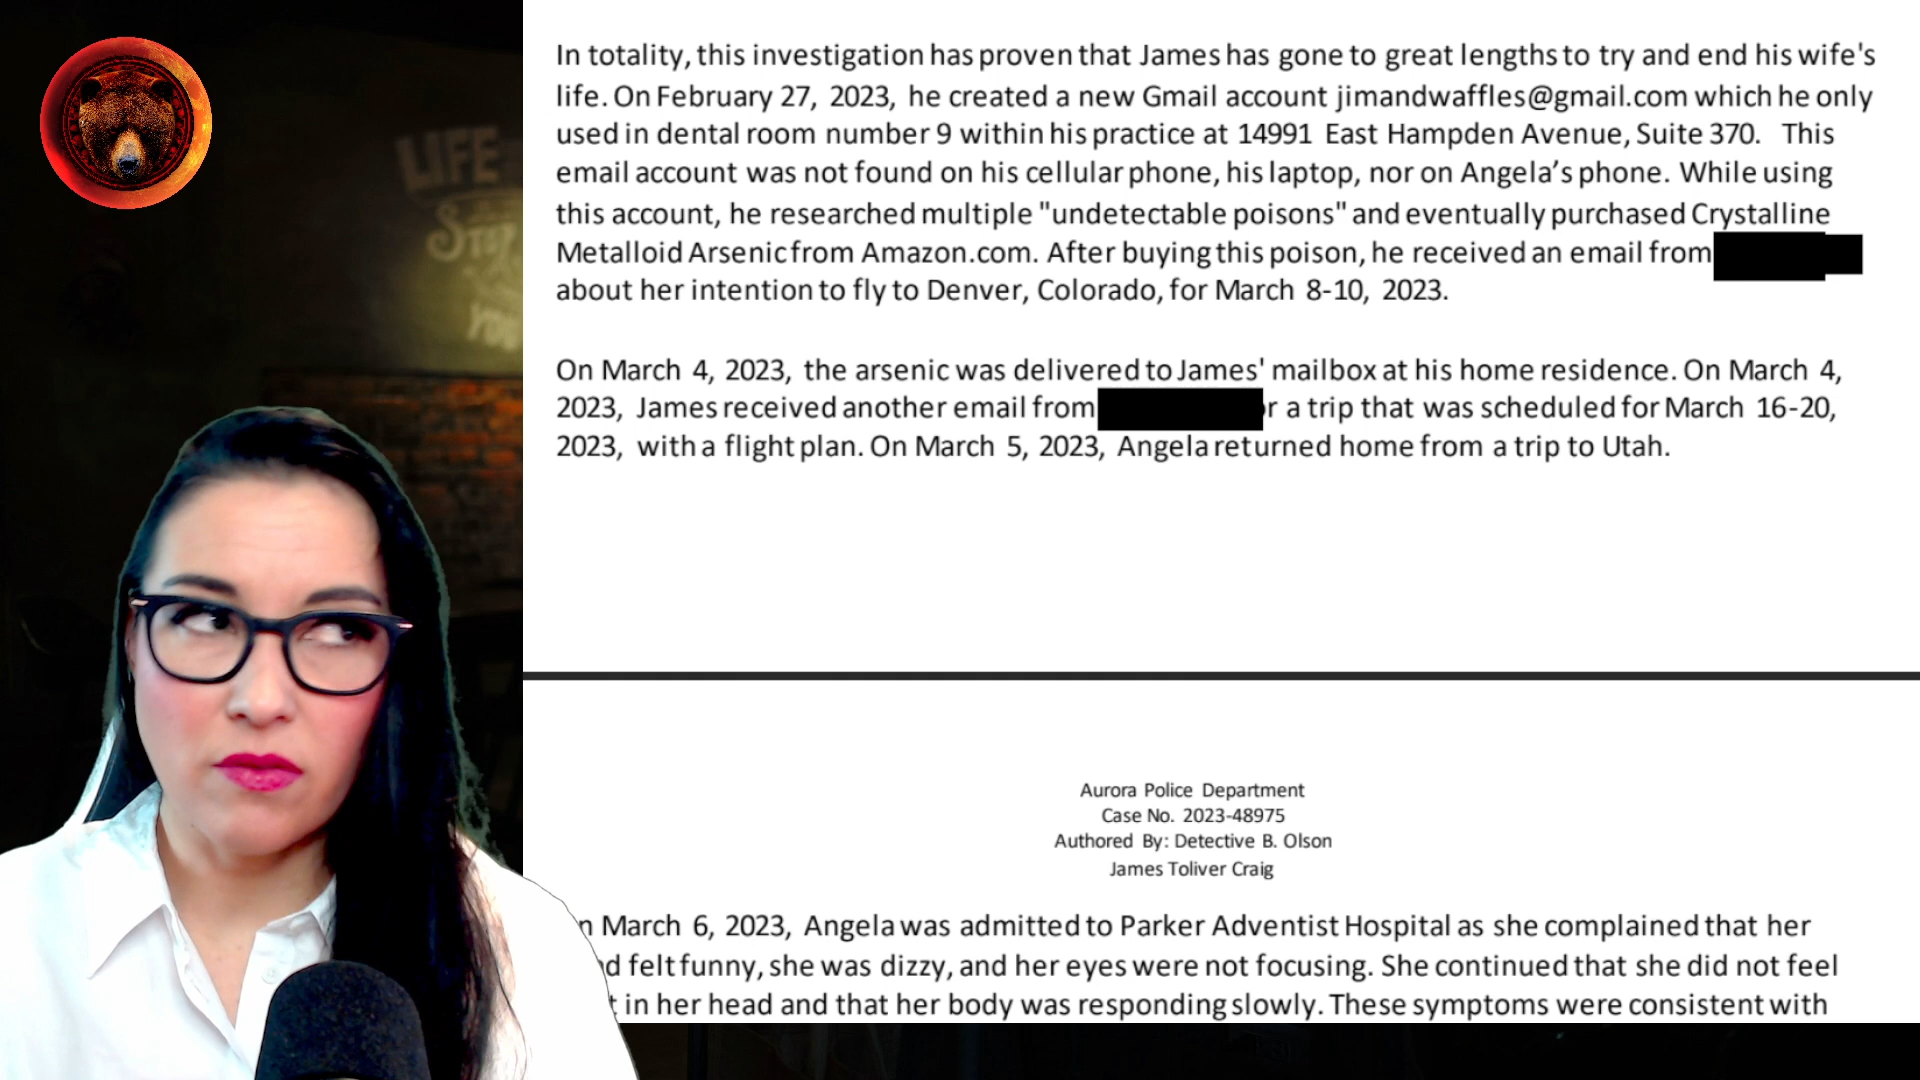 LIFE
In totality, this investigation has proven that James has gone to great lengths to try and end his wife's
life. On February 27, 2023, he created a new Gmail account jimandwaffles@gmail.com which he only
used in dental room number 9 within his practice at 14991 East Hampden Avenue, Suite 370. This
email account was not found on his cellular phone, his laptop, nor on Angela’s phone. While using
this account, he researched multiple "undetectable poisons" and eventually purchased Crystalline
Metalloid Arsenic from Amazon.com. After buying this poison, he received an email from
about her intention to fly to Denver, Colorado, for March 8-10, 2023.
On March 4, 2023, the arsenic was delivered to James' mailbox at his home residence. On March 4,
2023, James received another email from r a trip that was scheduled for March 16-20,
2023, with a flight plan. On March 5, 2023, Angela returned home from a trip to Utah.
Aurora Police Department
Case No. 2023-48975
Authored By: Detective B. Olson
James Toliver Craig
n March 6, 2023, Angela was admitted to Parker Adventist Hospital as she complained that her
d felt funny, she was dizzy, and her eyes were not focusing. She continued that she did not feel
in her head and that her body was responding slowly. These symptoms were consistent with